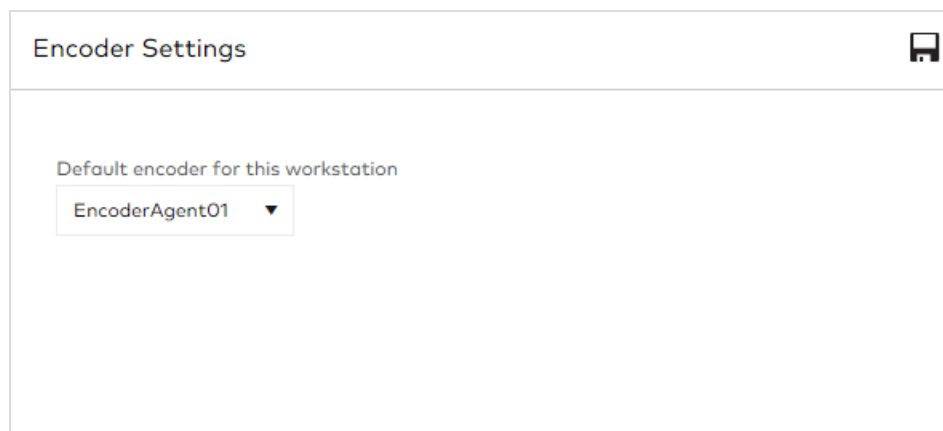 Encoder Settings
Default encoder for this workstation
EncoderAgent01